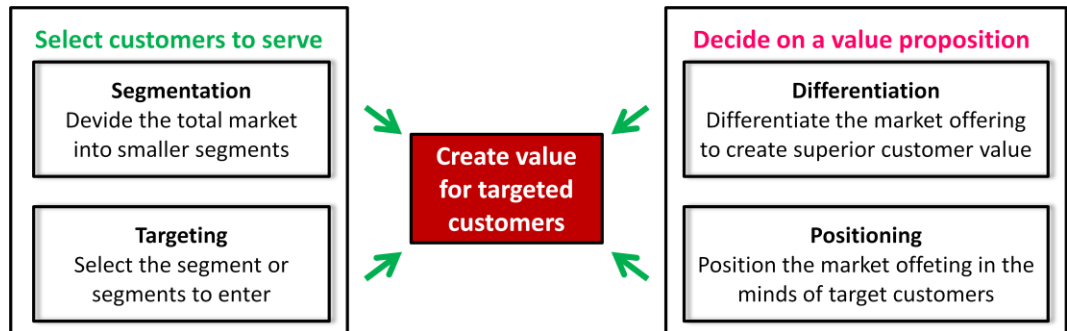 Select customers to serve
Segmentation
Devide the total market
into smaller segments
Targeting
Select the segment or
segments to enter
Create value
for targeted
customers
Decide on a value proposition
Differentiation
Differentiate the market offering
to create superior customer value
Positioning
Position the market offeting in the
minds of target customers